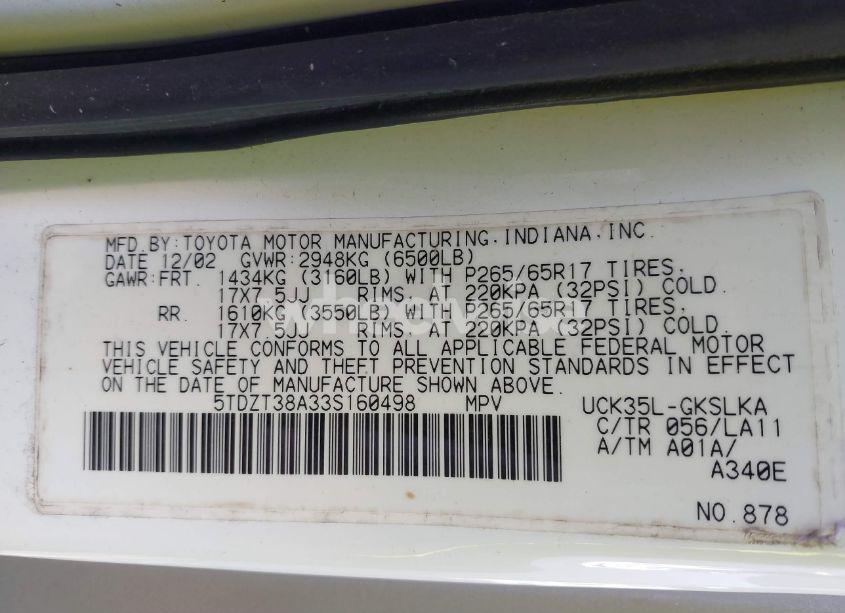 MFD.BY:TOYOTA MOTOR MANUFACTURING,INDIANA,INC.
DATE 12/02 GVWR:2948KG (6500LB)
GAWR:FRT. 1434KG (3160LB) WITH P265/65R17 TIRES.
17X7.5JJ RIMS. AT 220KPA (32PSI) COLD.
RR. 1610KG (3550LB) WITH P265/65R17 TIRES.
17X7.5JJ RIMS. AT 220KPA (32PSI) COLD.
THIS VEHICLE CONFORMS TO ALL APPLICABLE FEDERAL MOTOR
VEHICLE SAFETY AND THEFT PREVENTION STANDARDS IN EFFECT
ON THE DATE OF MANUFACTURE SHOWN ABOVE.
5TDZT38A33S160498 MPV UCK35L-GKSLKA
C/TR 056/LA11
A/TM A01A/
A340E
NO.878